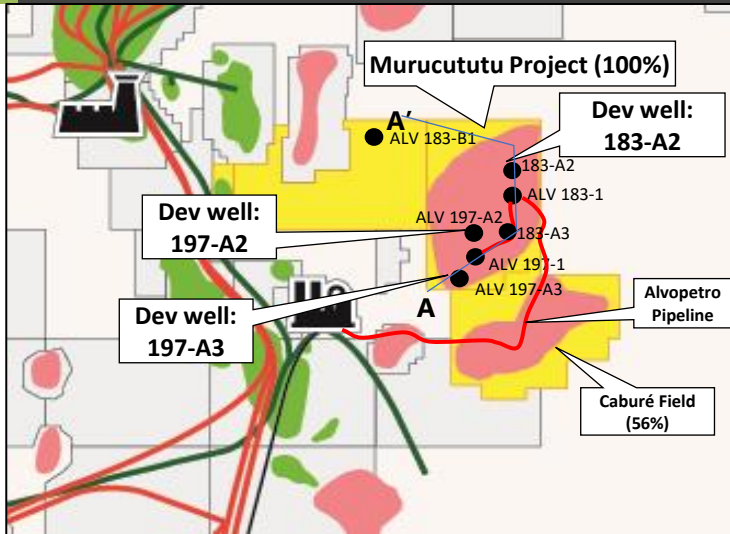 Murucututu Project (100%)
Dev well:
183-A2
A'
ALV 183-B1
183-A2
ALV 183-1
Dev well:
197-A2
ALV 197-A2
183-A3
ALV 197-1
ALV 197-A3
A
Dev well:
197-A3
Alvopetro
Pipeline
Caburé Field
(56%)